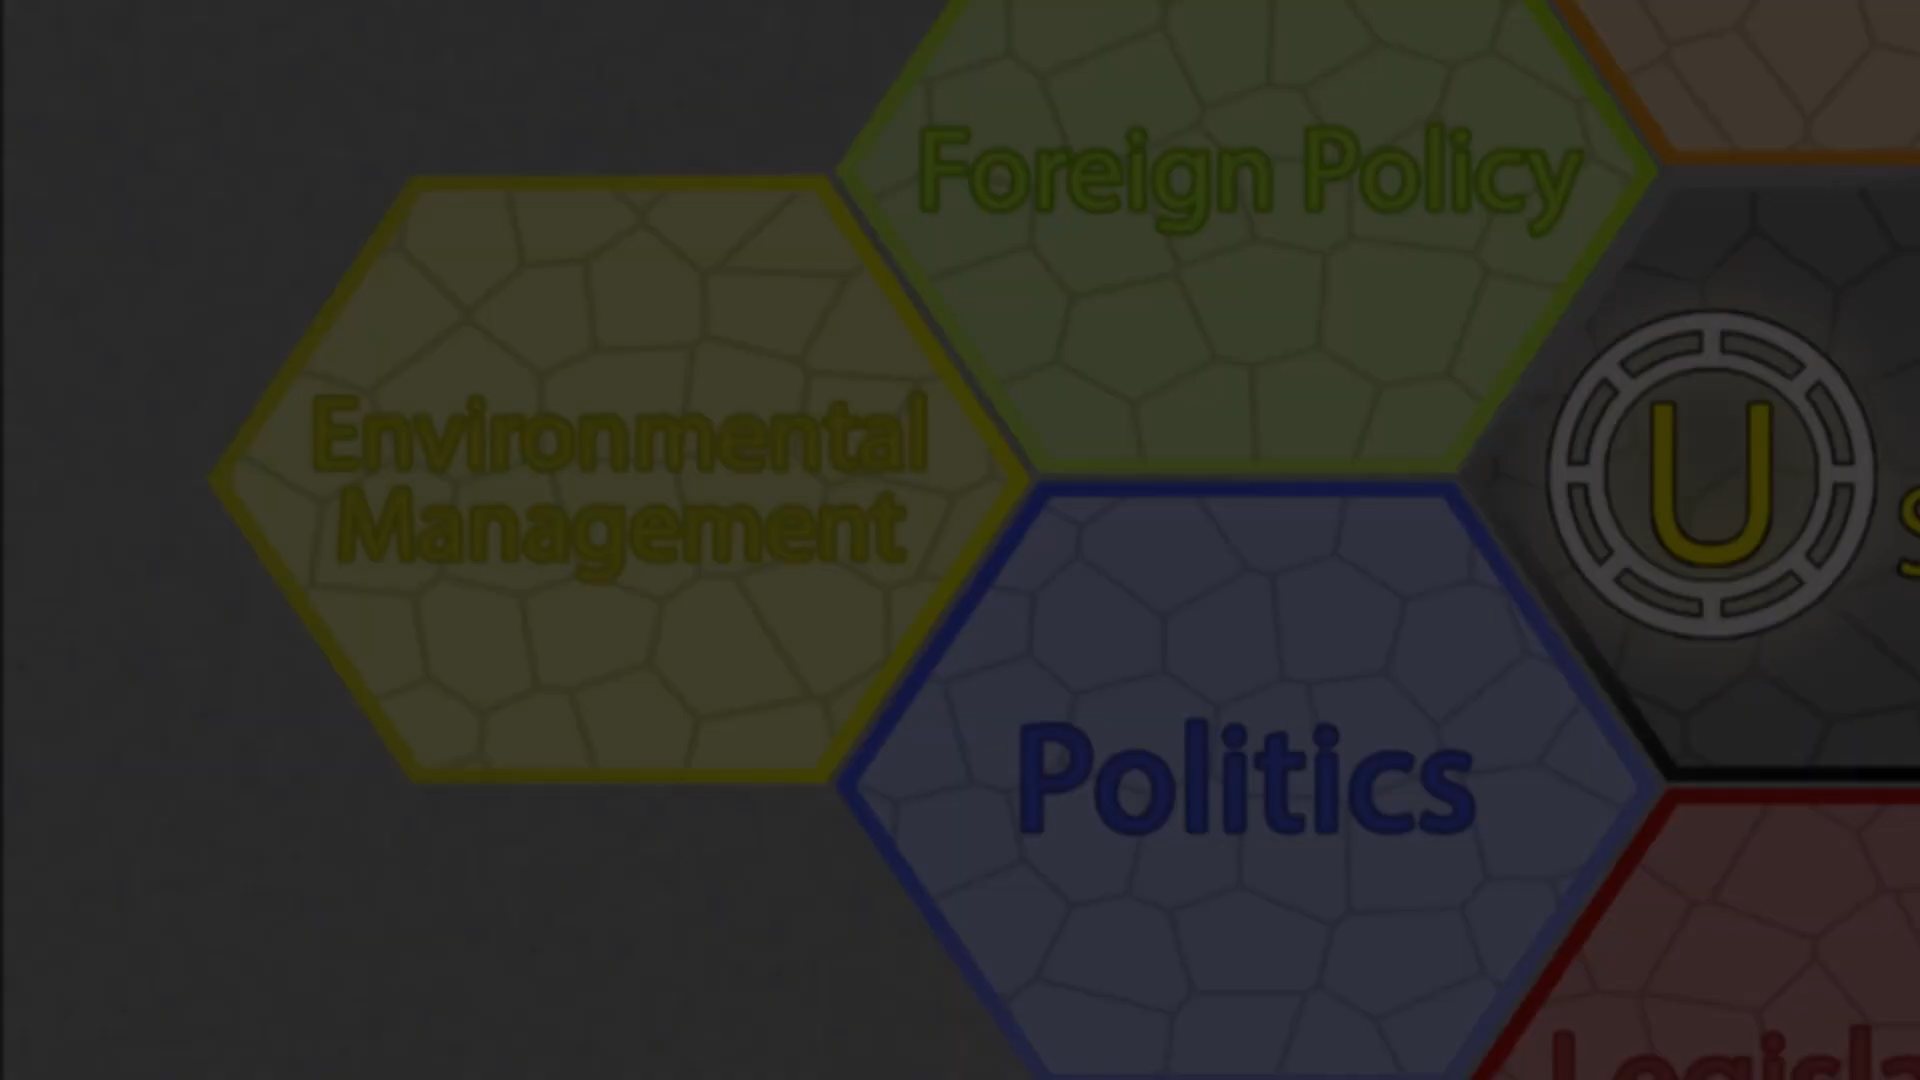 Foreign Policy
Environmental
Management
U
Politics